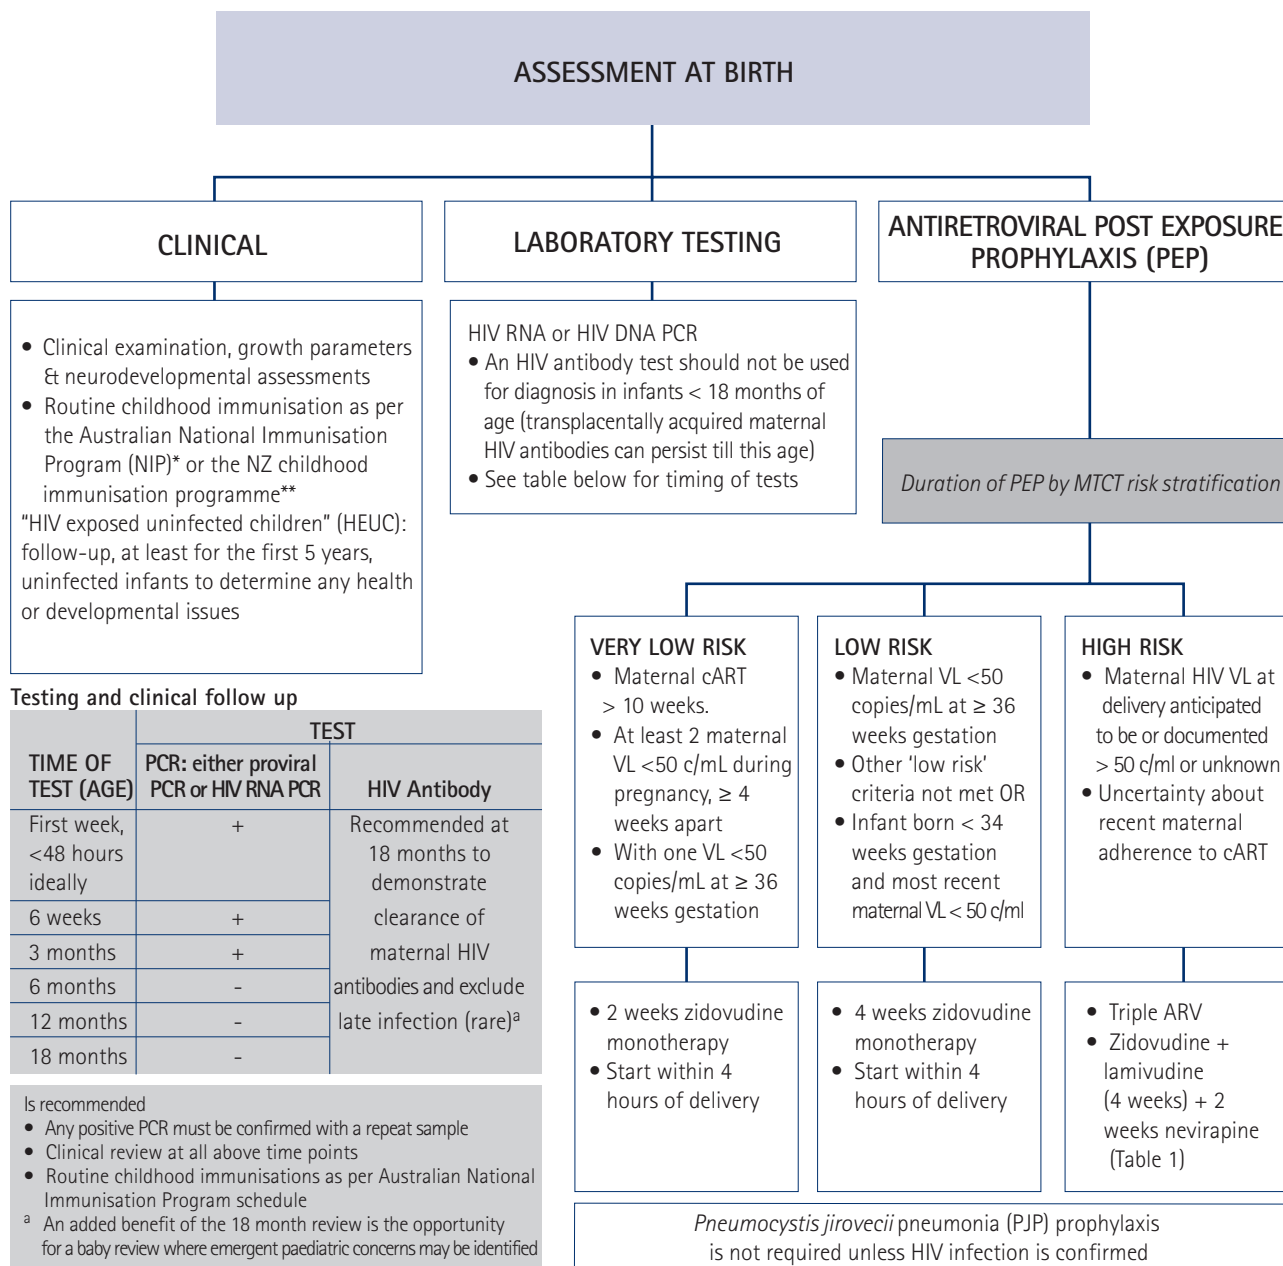 ASSESSMENT AT BIRTH
CLINICAL
• Clinical examination, growth parameters
& neurodevelopmental assessments
• Routine childhood immunisation as per
the Australian National Immunisation
Program (NIP)* or the NZ childhood
immunisation programme**
“HIV exposed uninfected children” (HEUC):
follow-up, at least for the first 5 years,
uninfected infants to determine any health
or developmental issues
LABORATORY TESTING
HIV RNA or HIV DNA PCR
• An HIV antibody test should not be used
for diagnosis in infants < 18 months of
age (transplacentally acquired maternal
HIV antibodies can persist till this age)
• See table below for timing of tests
ANTIRETROVIRAL POST EXPOSURE
PROPHYLAXIS (PEP)
Duration of PEP by MTCT risk stratification
VERY LOW RISK
• Maternal cART
> 10 weeks.
• At least 2 maternal
VL <50 c/mL during
pregnancy, ≥ 4
weeks apart
• With one VL <50
copies/mL at ≥ 36
weeks gestation
• 2 weeks zidovudine
monotherapy
• Start within 4
hours of delivery
LOW RISK
• Maternal VL <50
copies/mL at ≥ 36
weeks gestation
• Other ‘low risk’
criteria not met OR
• Infant born < 34
weeks gestation
and most recent
maternal VL < 50 c/ml
• 4 weeks zidovudine
monotherapy
• Start within 4
hours of delivery
HIGH RISK
• Maternal HIV VL at
delivery anticipated
to be or documented
> 50 c/ml or unknown
• Uncertainty about
recent maternal
adherence to cART
• Triple ARV
• Zidovudine +
lamivudine
(4 weeks) + 2
weeks nevirapine
(Table 1)
Pneumocystis jirovecii pneumonia (PJP) prophylaxis
is not required unless HIV infection is confirmed
Testing and clinical follow up
TEST
TIME OF
TEST (AGE)
PCR: either proviral
PCR or HIV RNA PCR
HIV Antibody
First week,
<48 hours
ideally
+
Recommended at
18 months to
demonstrate
6 weeks + clearance of
3 months + maternal HIV
6 months - antibodies and exclude
12 months - late infection (rare)a
18 months -
Is recommended
• Any positive PCR must be confirmed with a repeat sample
• Clinical review at all above time points
• Routine childhood immunisations as per Australian National
Immunisation Program schedule
a An added benefit of the 18 month review is the opportunity
for a baby review where emergent paediatric concerns may be identified